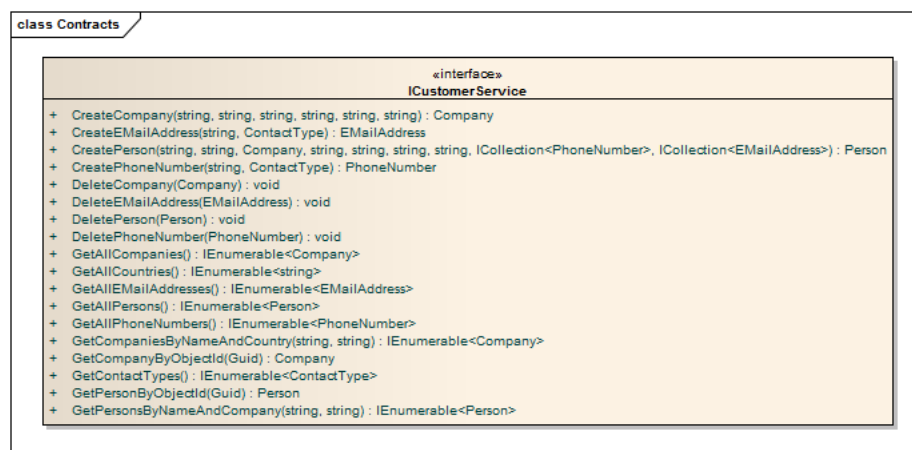 class Contracts
«interface»
ICustomerService
+ CreateCompany(string, string, string, string, string, string) : Company
+ CreateEMailAddress(string, ContactType) : EMailAddress
+ CreatePerson(string, string, Company, string, string, string, string, ICollection<PhoneNumber>, ICollection<EMailAddress>) : Person
+ CreatePhoneNumber(string, ContactType) : PhoneNumber
+ DeleteCompany(Company) : void
+ DeleteEMailAddress(EMailAddress) : void
+ DeletePerson(Person) : void
+ DeletePhoneNumber(PhoneNumber) : void
+ GetAllCompanies() : IEnumerable<Company>
+ GetAllCountries() : IEnumerable<string>
+ GetAllEMailAddresses() : IEnumerable<EMailAddress>
+ GetAllPersons() : IEnumerable<Person>
+ GetAllPhoneNumbers() : IEnumerable<PhoneNumber>
+ GetCompaniesByNameAndCountry(string, string) : IEnumerable<Company>
+ GetCompanyByObjectId(Guid) : Company
+ GetContactTypes() : IEnumerable<ContactType>
+ GetPersonByObjectId(Guid) : Person
+ GetPersonsByNameAndCompany(string, string) : IEnumerable<Person>